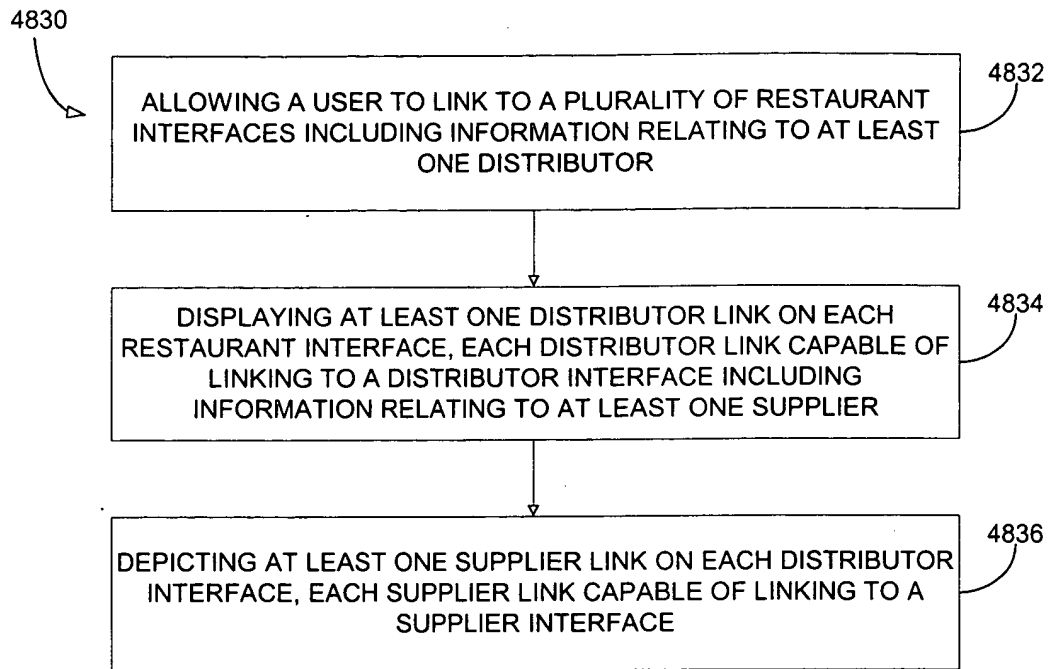 4830
4832
ALLOWING A USER TO LINK TO A PLURALITY OF RESTAURANT
INTERFACES INCLUDING INFORMATION RELATING TO AT LEAST
ONE DISTRIBUTOR
4834
DISPLAYING AT LEAST ONE DISTRIBUTOR LINK ON EACH
RESTAURANT INTERFACE, EACH DISTRIBUTOR LINK CAPABLE OF
LINKING TO A DISTRIBUTOR INTERFACE INCLUDING
INFORMATION RELATING TO AT LEAST ONE SUPPLIER
4836
DEPICTING AT LEAST ONE SUPPLIER LINK ON EACH DISTRIBUTOR
INTERFACE, EACH SUPPLIER LINK CAPABLE OF LINKING TO A
SUPPLIER INTERFACE